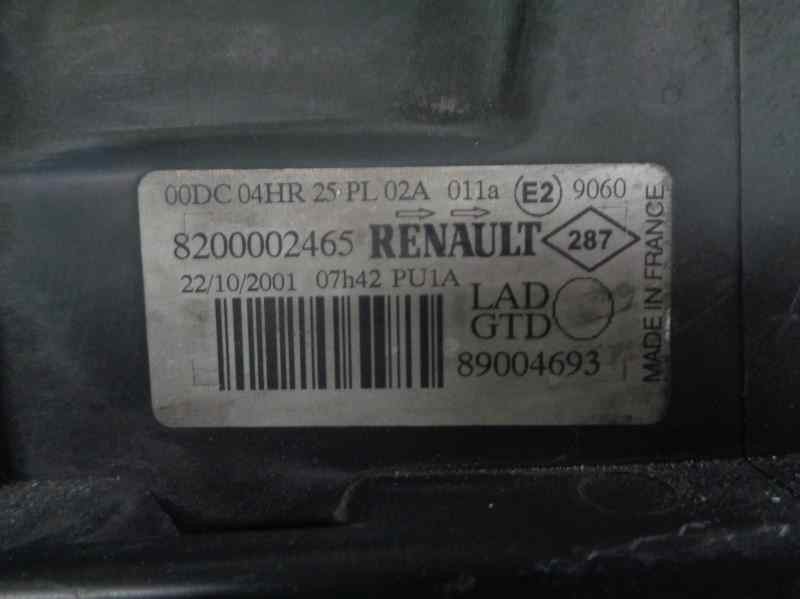 00DC 04HR 25 PL 02A 011a E2 9060
8200002465 RENAULT 287
22/10/2001 07h42 PU1A
LAD
GTD
89004693
MADE IN FRANCE